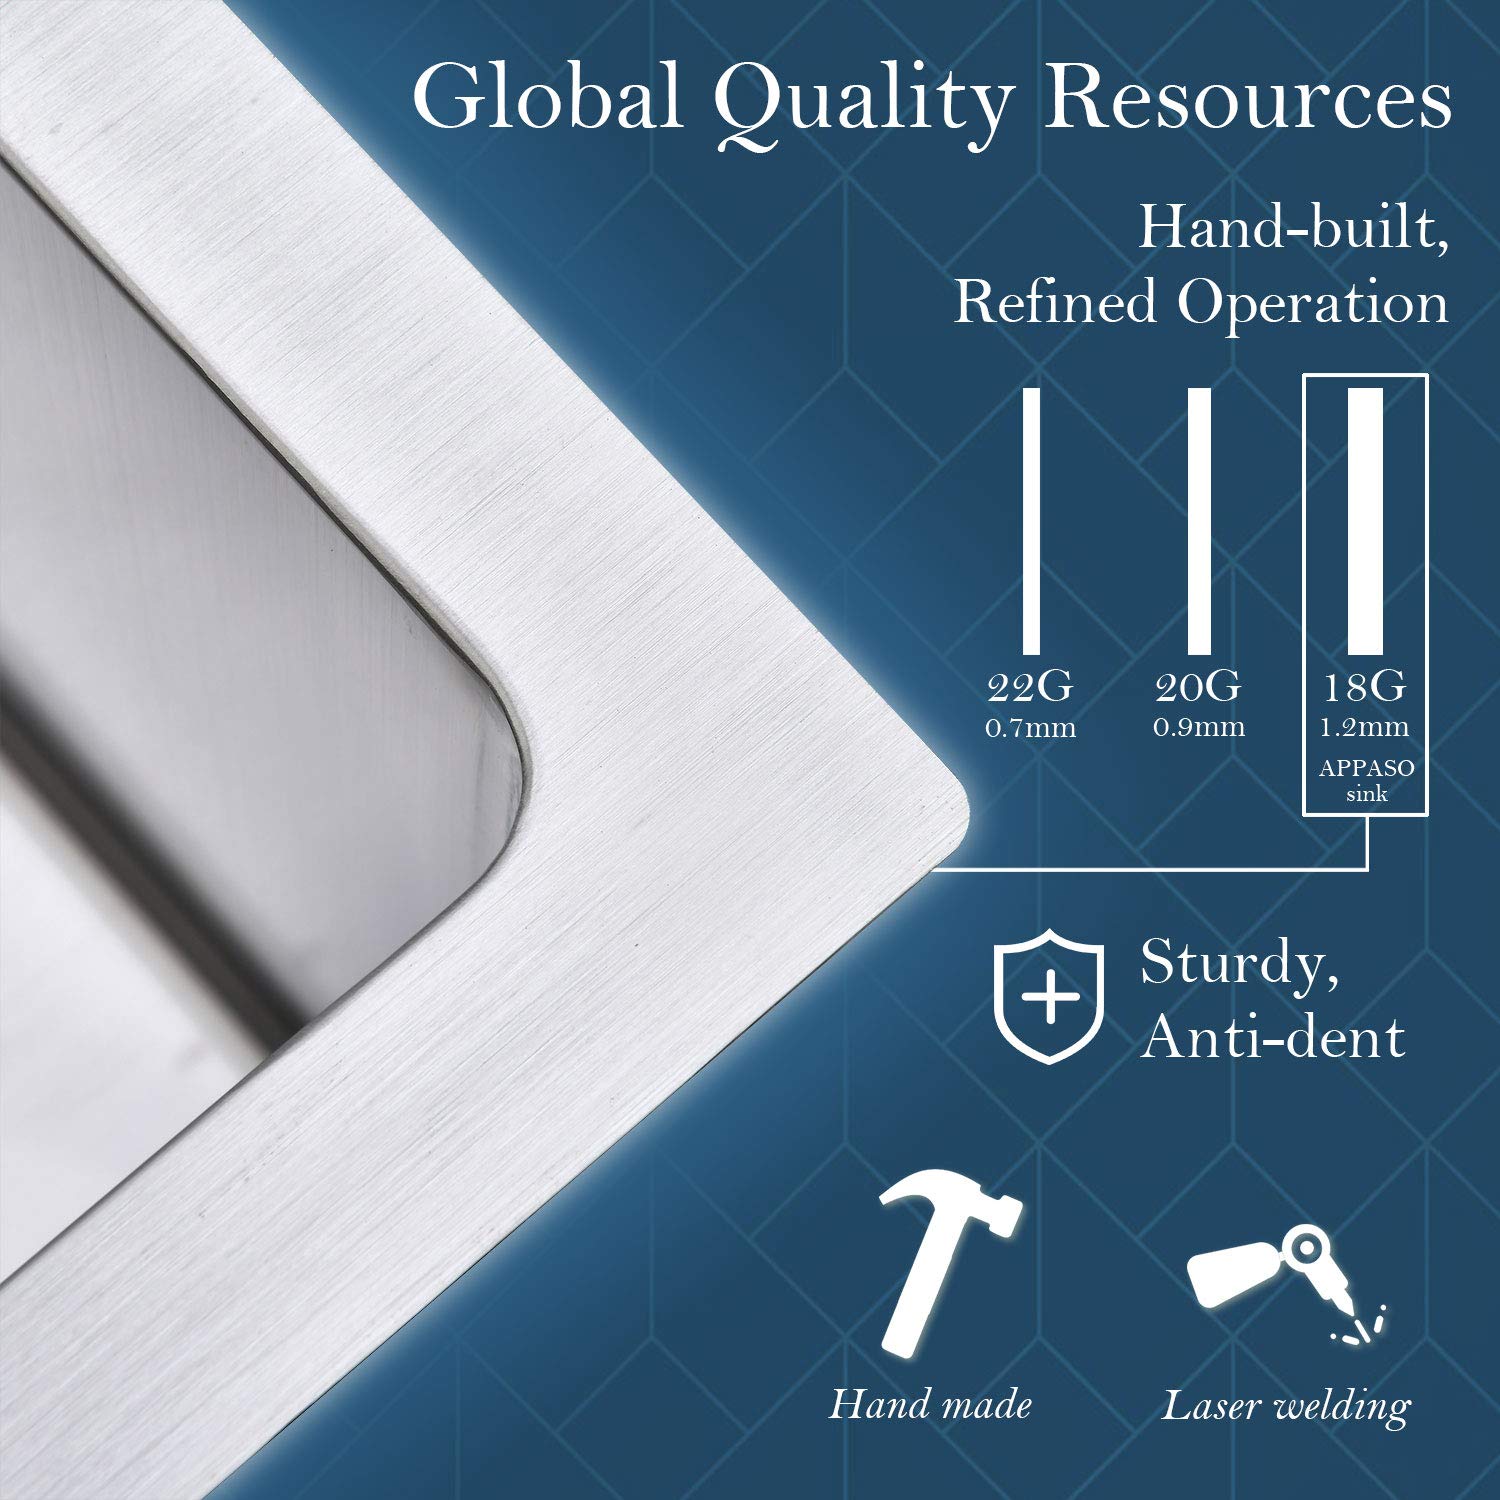 Global Quality Resources
Hand-built,
Refined Operation
22G
0.7mm
20G
0.9mm
18G
1.2mm
APPASO
sink
Sturdy,
Anti-dent
Hand made
Laser welding